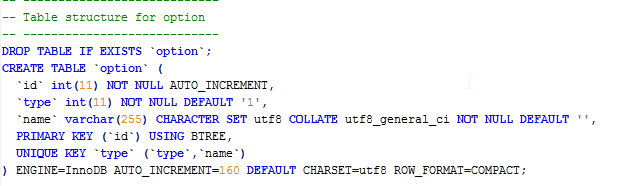 -- ----------------------------
-- Table structure for option
-- ----------------------------
DROP TABLE IF EXISTS `option`;
CREATE TABLE `option` (
  `id` int(11) NOT NULL AUTO_INCREMENT,
  `type` int(11) NOT NULL DEFAULT '1',
  `name` varchar(255) CHARACTER SET utf8 COLLATE utf8_general_ci NOT NULL DEFAULT '',
  PRIMARY KEY (`id`) USING BTREE,
  UNIQUE KEY `type` (`type`,`name`)
) ENGINE=InnoDB AUTO_INCREMENT=160 DEFAULT CHARSET=utf8 ROW_FORMAT=COMPACT;